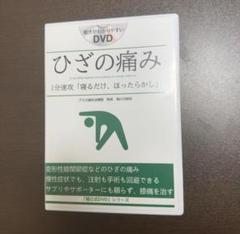 DVD
ひざの痛み
1分速攻「寝るだけ、ほったらかし」
変形性膝関節症などのひざの痛み
慢性症状でも、注射も手術も回避できる
サプリやサポーターにも頼らず、膝痛を治す